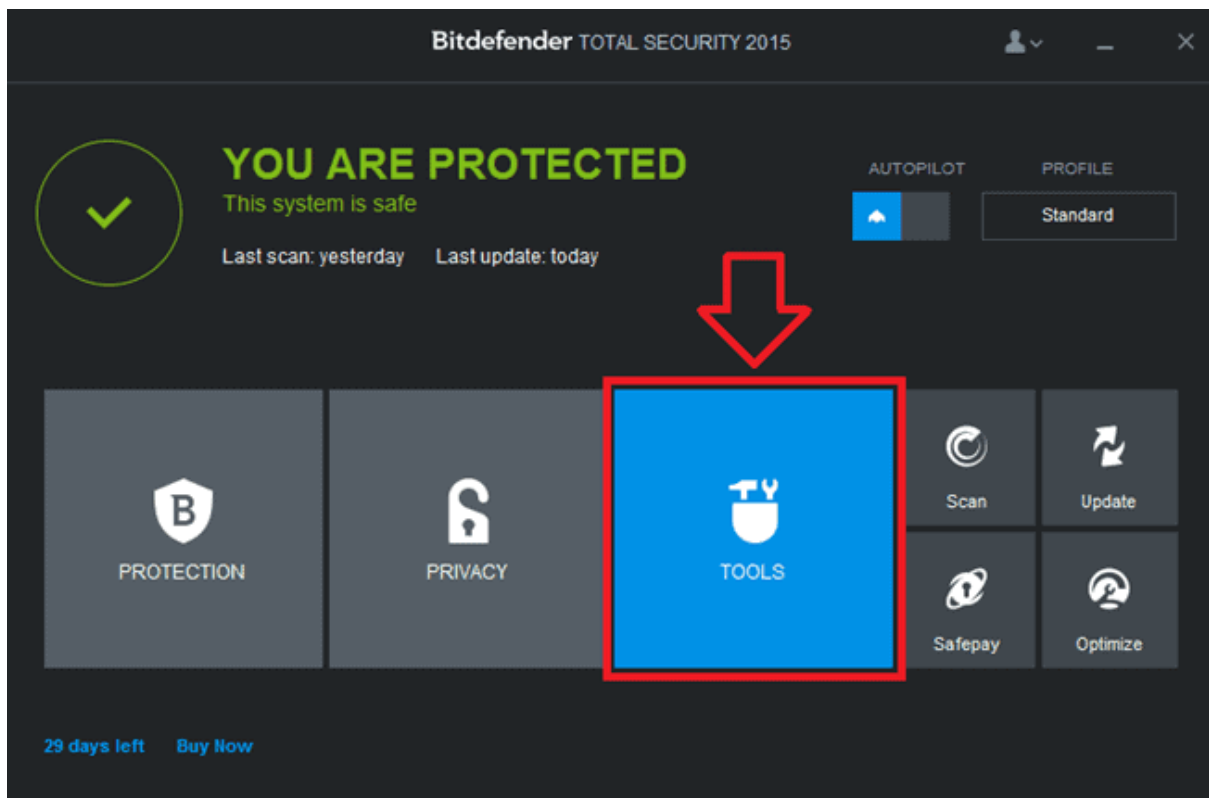 Bitdefender TOTAL SECURITY 2015
YOU ARE PROTECTED
This system is safe
Last scan: yesterday Last update: today
AUTOPILOT
PROFILE
Standard
B
PROTECTION
PRIVACY
TOOLS
Scan
Update
Safepay
Optimize
29 days left Buy Now